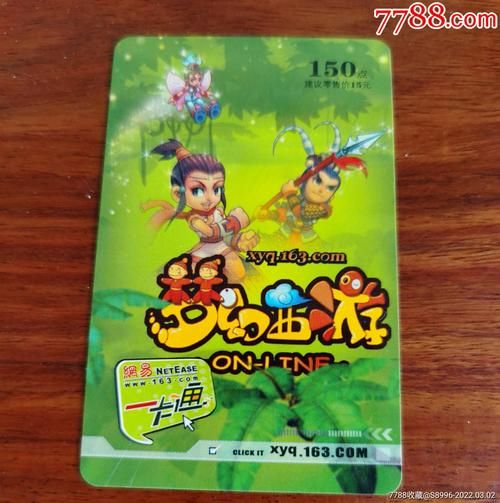 7788.com
150点
建议零售价15元
xyq.163.com
梦幻西游
ON-LINE
網易 NETEASE
www.163.com
一卡通
CLICK IT xyq.163.COM
7788收藏@S8996-2022.03.02